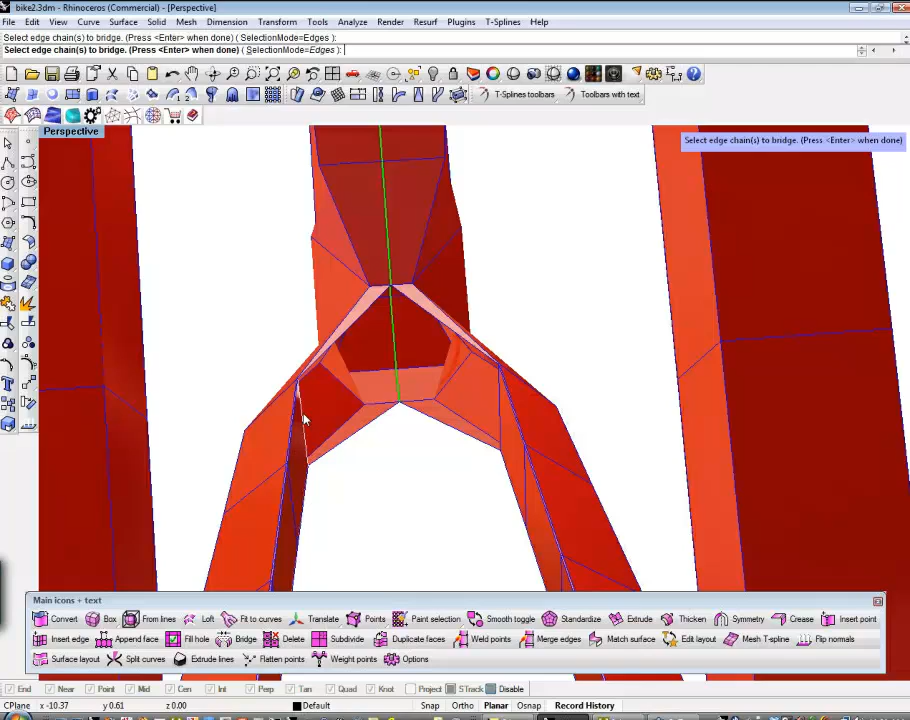 bike2.3dm - Rhinoceros (Commercial) - [Perspective]
File Edit View Curve Surface Solid Mesh Dimension Transform Tools Analyze Render Resurf Plugins T-Splines Help
Select edge chain(s) to bridge. (Press <Enter> when done) ( SelectionMode=Edges ):
Select edge chain(s) to bridge. (Press <Enter> when done) ( SelectionMode=Edges ):
T-Splines toolbars Toolbars with text
Perspective
Select edge chain(s) to bridge. (Press <Enter> when done)
Main icons + text
Convert Box From lines Loft Fit to curves Translate Points Paint selection Smooth toggle Standardize Extrude Thicken Symmetry Crease Insert point
Insert edge Append face Fill hole Bridge Delete Subdivide Duplicate faces Weld points Merge edges Match surface Edit layout Mesh T-spline Flip normals
Surface layout Split curves Extrude lines Flatten points Weight points Options
End Near Point Mid Cen Int Perp Tan Quad Knot Project STrack Disable
CPlane x -10.37 y 0.61 z 0.00 Default Snap Ortho Planar Osnap Record History